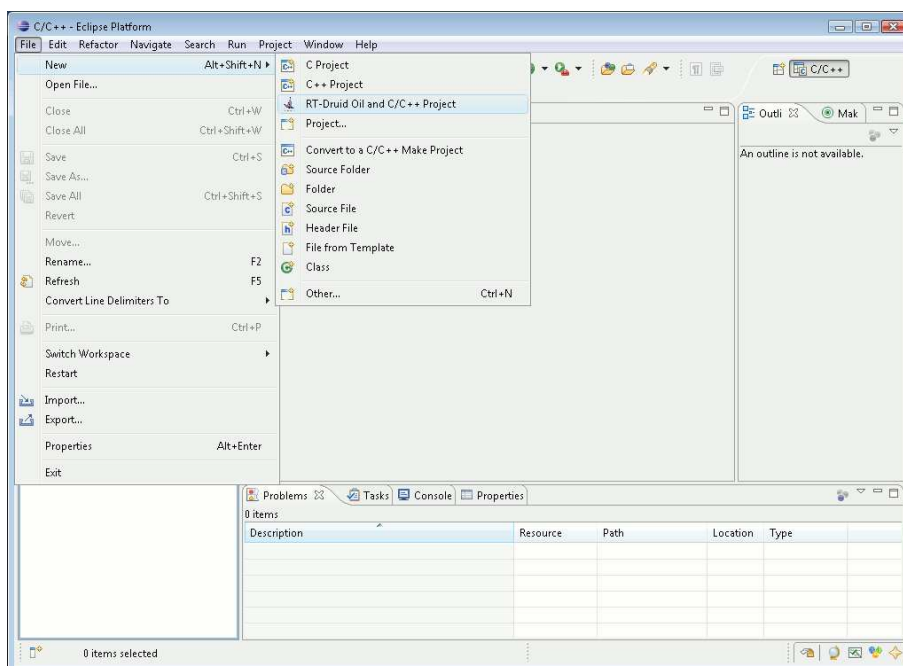 C/C++ - Eclipse Platform
File Edit Refactor Navigate Search Run Project Window Help
New Alt+Shift+N
Open File...
Close Ctrl+W
Close All Ctrl+Shift+W
Save Ctrl+S
Save As...
Save All Ctrl+Shift+S
Revert
Move...
Rename... F2
Refresh F5
Convert Line Delimiters To
Print... Ctrl+P
Switch Workspace
Restart
Import...
Export...
Properties Alt+Enter
Exit
C Project
C++ Project
RT-Druid Oil and C/C++ Project
Project...
Convert to a C/C++ Make Project
Source Folder
Folder
Source File
Header File
File from Template
Class
Other... Ctrl+N
C/C++
Outli Mak
An outline is not available.
Problems Tasks Console Properties
0 items
Description Resource Path Location Type
0 items selected